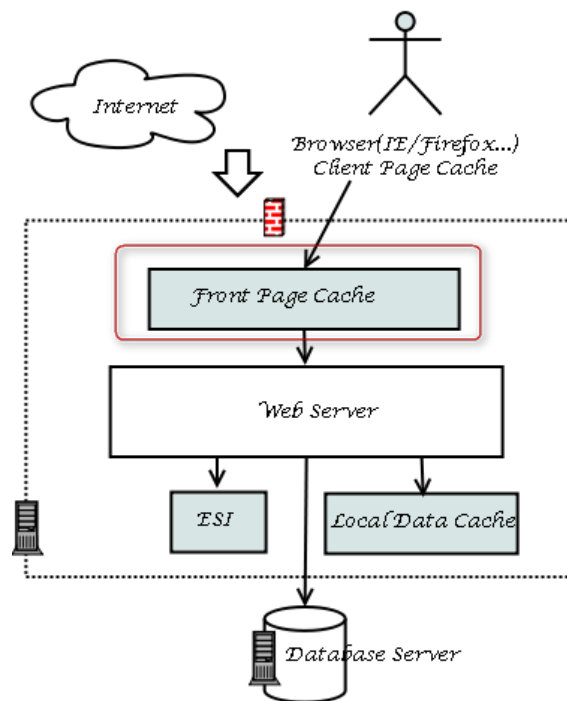 Internet
Browser(IE/Firefox...)
Client Page Cache
Front Page Cache
Web Server
ESI
Local Data Cache
Database Server